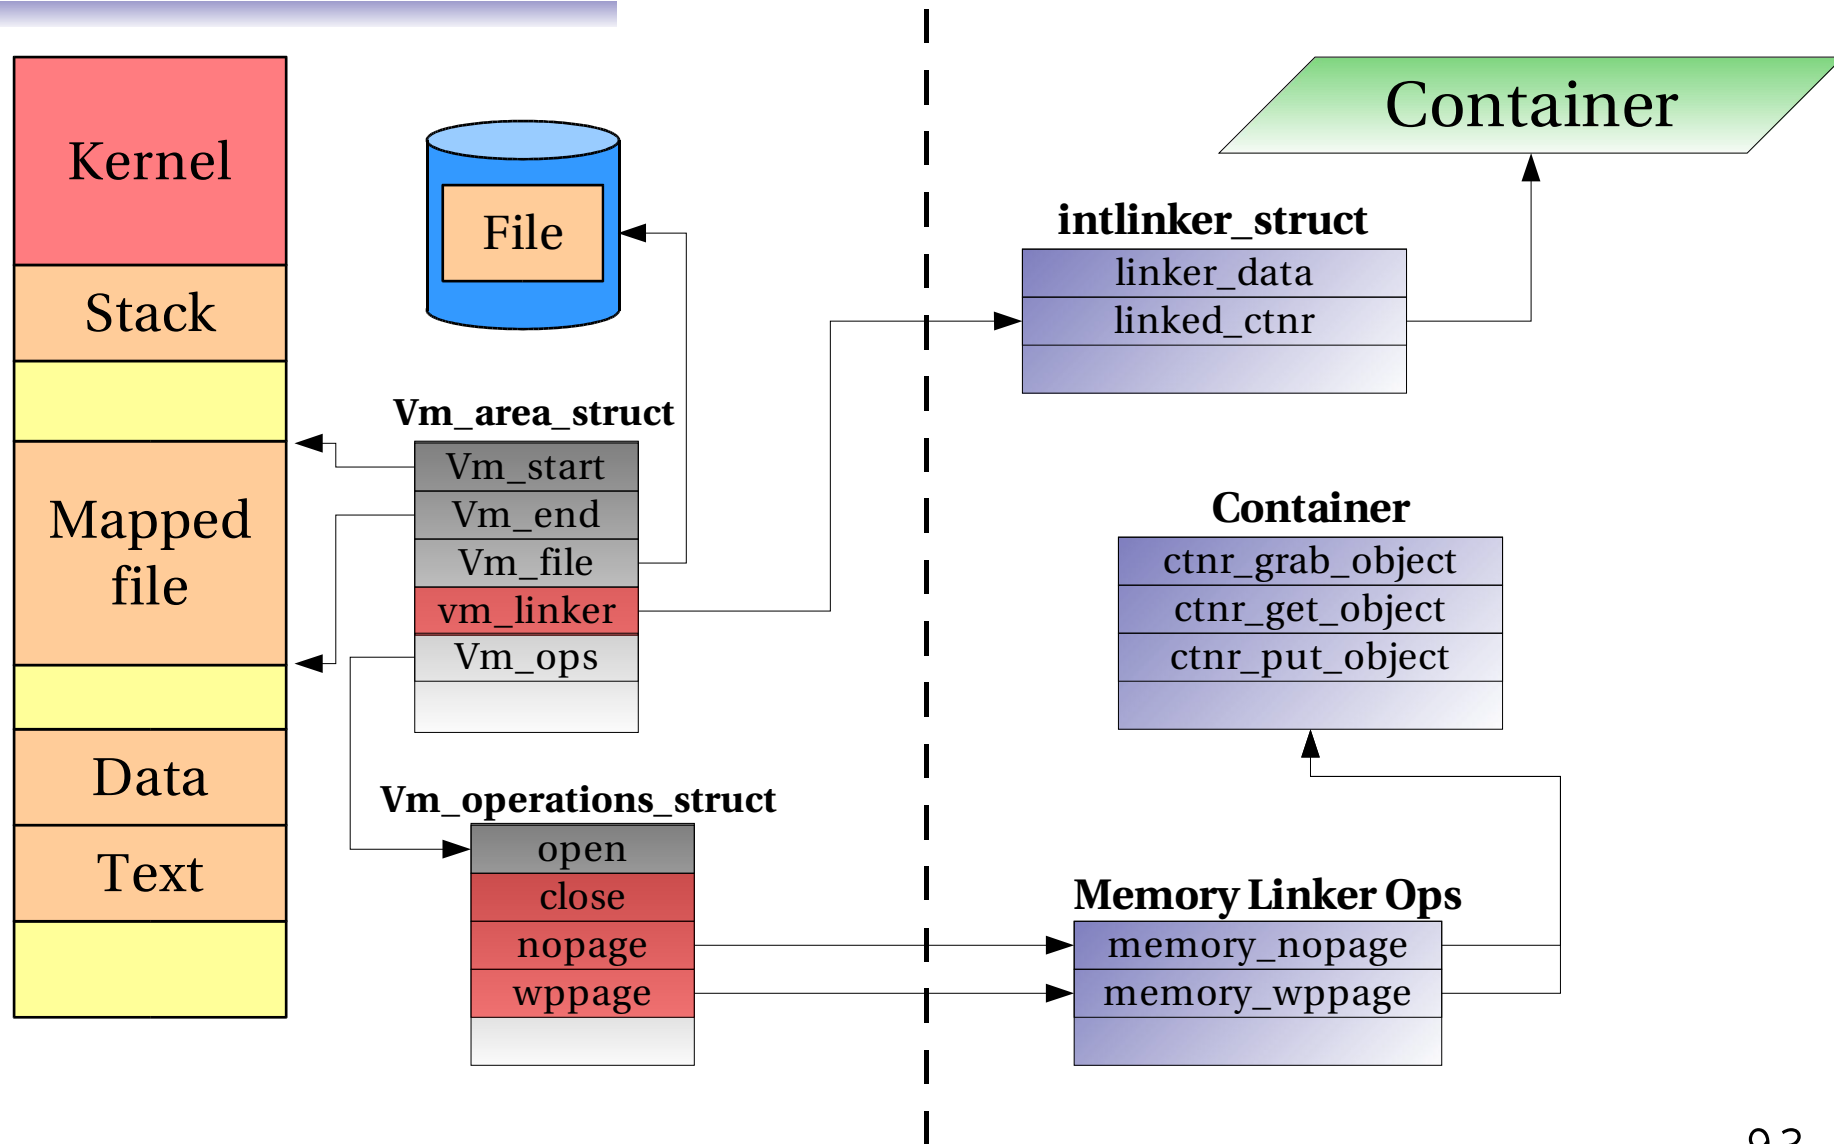 Kernel
Stack
Mapped
file
Data
Text
File
Vm_area_struct
Vm_start
Vm_end
Vm_file
vm_linker
Vm_ops
Vm_operations_struct
open
close
nopage
wppage
Container
intlinker_struct
linker_data
linked_ctnr
Container
ctnr_grab_object
ctnr_get_object
ctnr_put_object
Memory Linker Ops
memory_nopage
memory_wppage